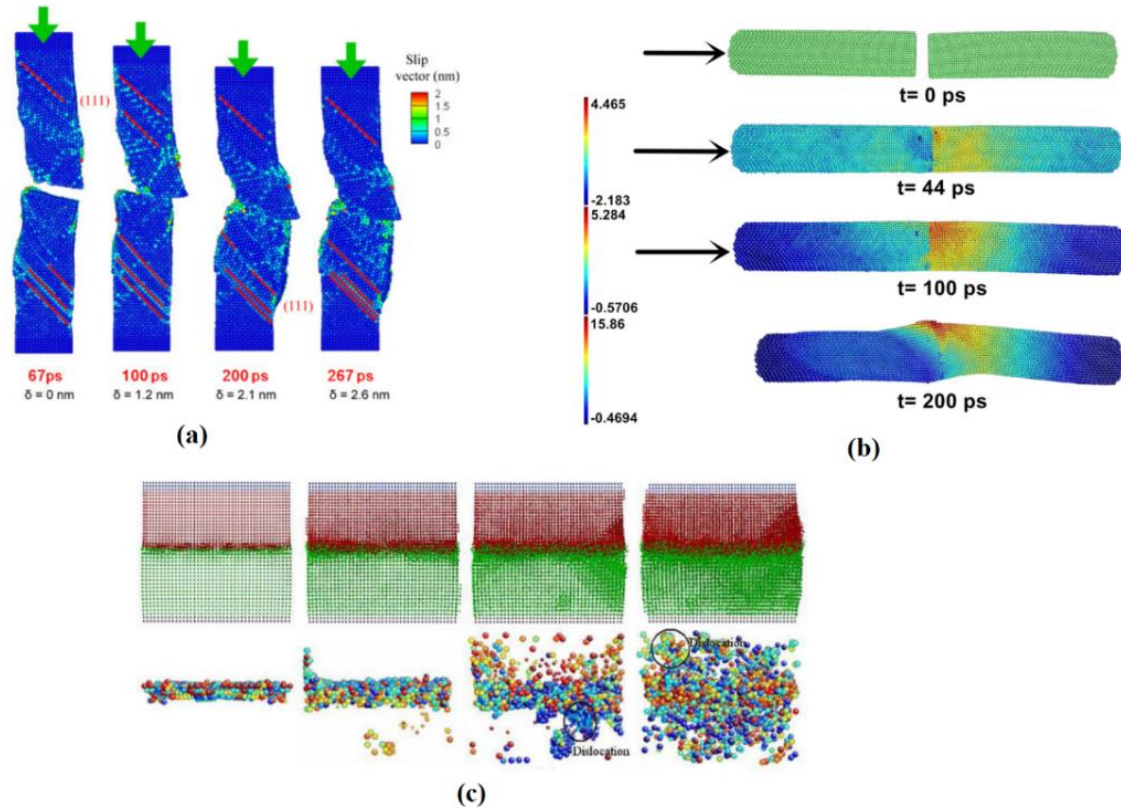 Slip
vector (nm)
2
1.5
1
0.5
0
(111)
(111)
67ps
100 ps
200 ps
267 ps
δ = 0 nm
δ = 1.2 nm
δ = 2.1 nm
δ = 2.6 nm
(a)
t= 0 ps
4.465
-2.183
t= 44 ps
5.284
-0.5706
t= 100 ps
15.86
-0.4694
t= 200 ps
(b)
Dislocation
Dislocation
(c)